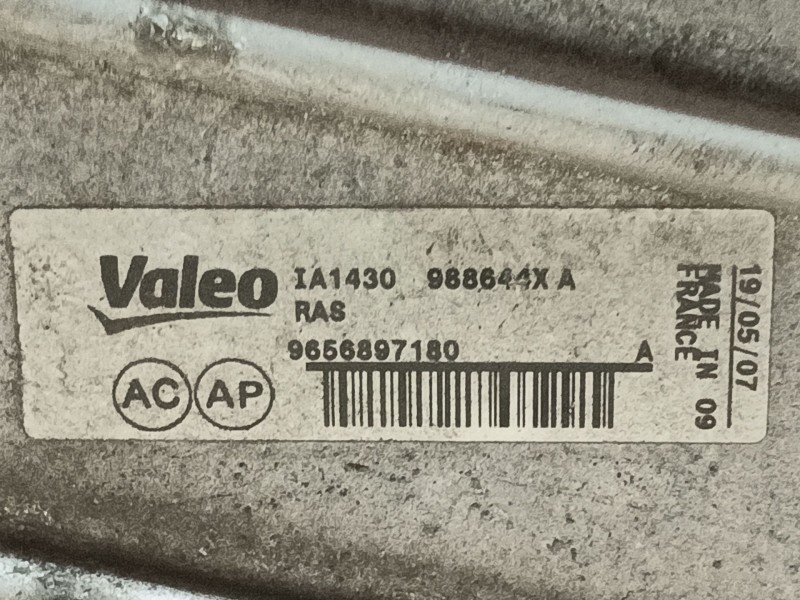 Valeo
IA1430 988644X A
RAS
9656897180 A
AC AP
19/05/07
MADE IN 09
FRANCE